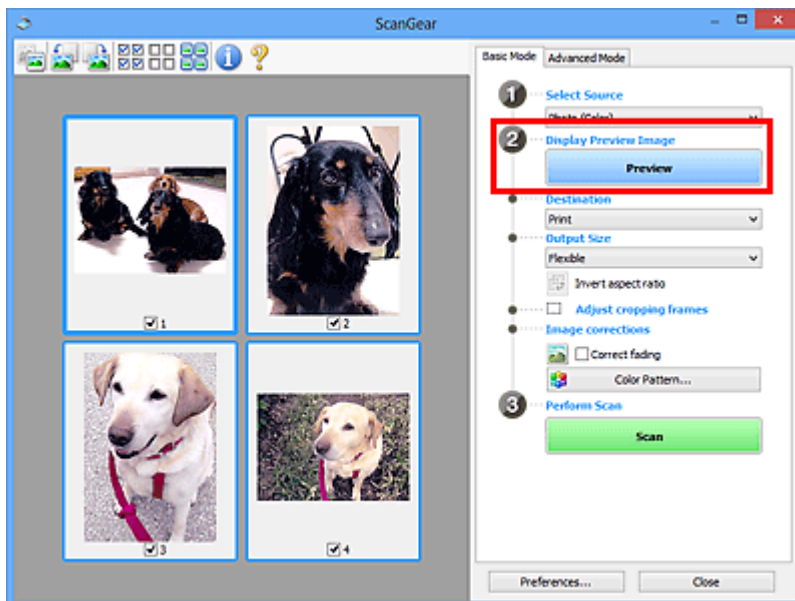 ScanGear
Basic Mode
Advanced Mode
1
Select Source
Photo (Color)
2
Display Preview Image
Preview
Destination
Print
Output Size
Flexible
Invert aspect ratio
Adjust cropping frames
Image corrections
Correct fading
Color Pattern...
3
Perform Scan
Scan
1
2
3
4
Preferences...
Close